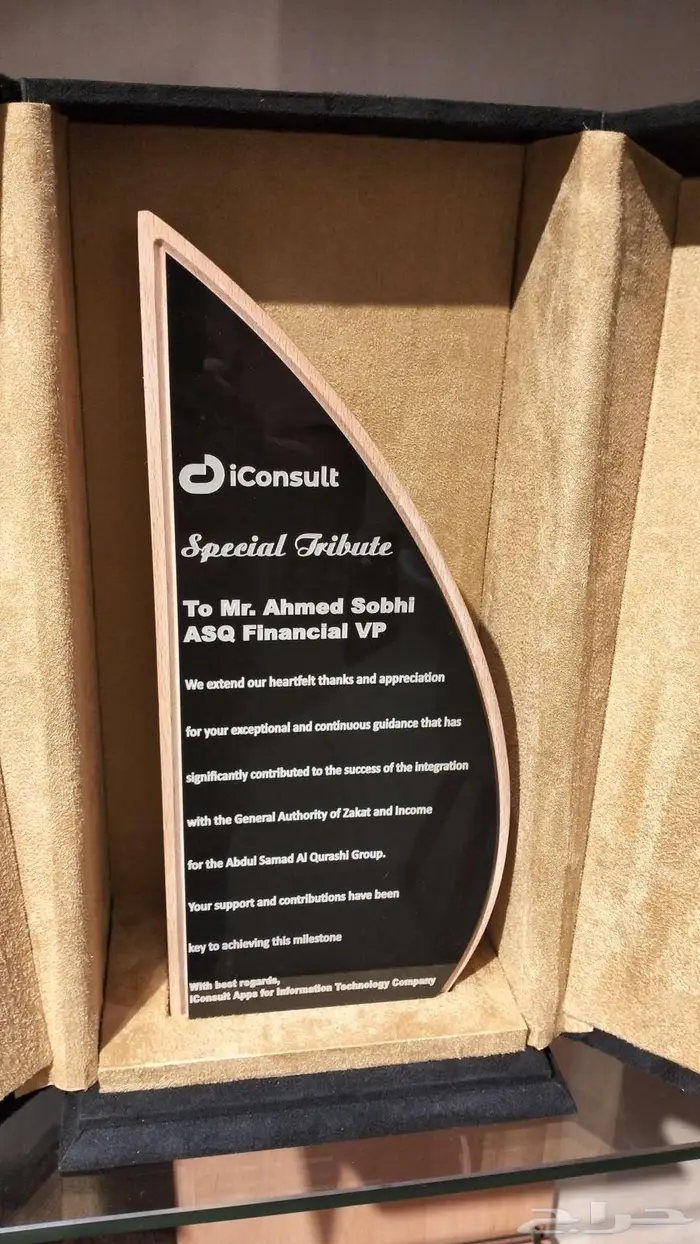 iConsult
Special Tribute
To Mr. Ahmed Sobhi
ASQ Financial VP
We extend our heartfelt thanks and appreciation
for your exceptional and continuous guidance that has
significantly contributed to the success of the integration
with the General Authority of Zakat and Income
for the Abdul Samad Al Qurashi Group.
Your support and contributions have been
key to achieving this milestone
With best regards,
iConsult Apps for Information Technology Company
حراج